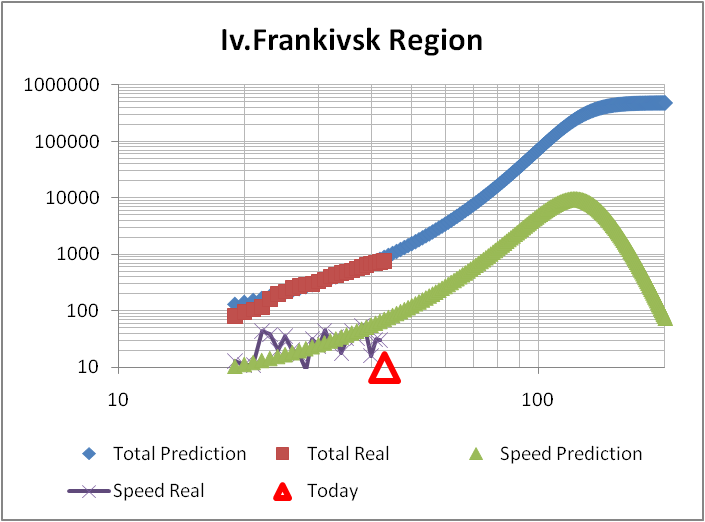 Iv.Frankivsk Region
1000000
100000
10000
1000
100
10
10 100
Total Prediction Total Real Speed Prediction
Speed Real Today